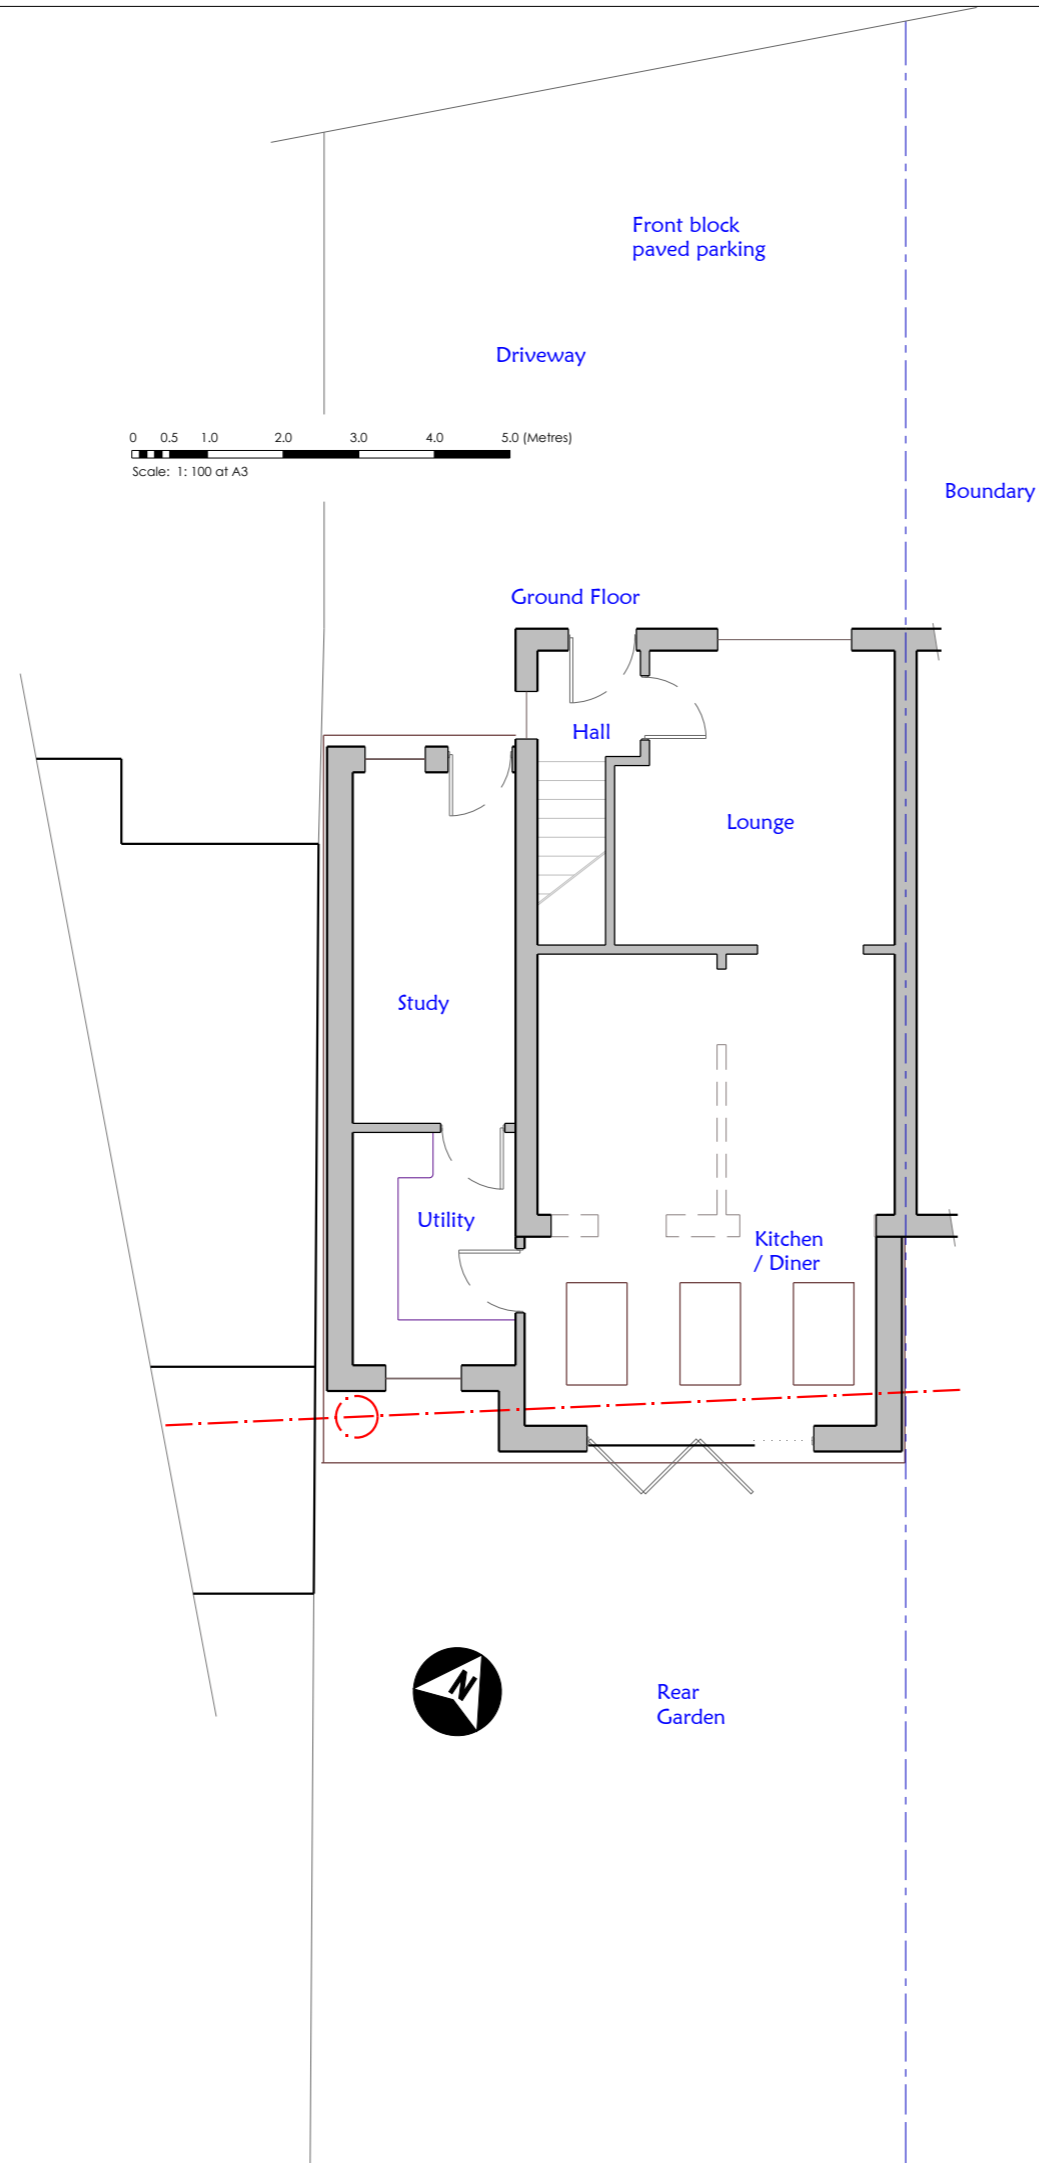 Front block
paved parking
Driveway
0 0.5 1.0 2.0 3.0 4.0 5.0 (Metres)
Scale: 1: 100 at A3
Boundary
Ground Floor
Hall
Lounge
Study
Utility
Kitchen
/ Diner
N
Rear
Garden